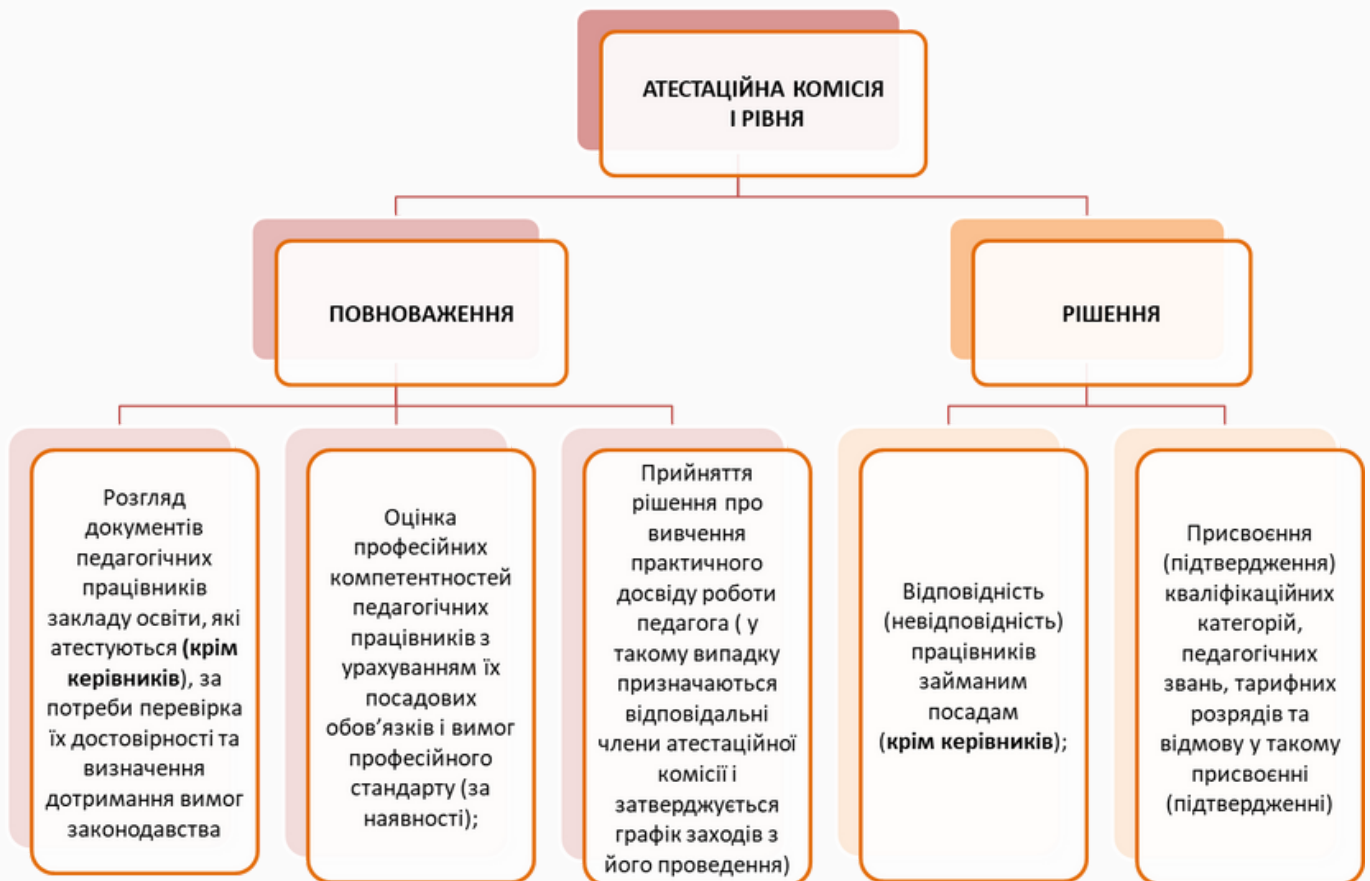 АТЕСТАЦІЙНА КОМІСІЯ
І РІВНЯ
ПОВНОВАЖЕННЯ
РІШЕННЯ
Розгляд
документів
педагогічних
працівників
закладу освіти, які
атестуються (крім
керівників), за
потреби перевірка
їх достовірності та
визначення
дотримання вимог
законодавства
Оцінка
професійних
компетентностей
педагогічних
працівників з
урахуванням їх
посадових
обов’язків і вимог
професійного
стандарту (за
наявності);
Прийняття
рішення про
вивчення
практичного
досвіду роботи
педагога ( у
такому випадку
призначаються
відповідальні
члени атестаційної
комісії і
затверджується
графік заходів з
його проведення)
Відповідність
(невідповідність)
працівників
займаним
посадам
(крім керівників);
Присвоєння
(підтвердження)
кваліфікаційних
категорій,
педагогічних
звань, тарифних
розрядів та
відмову у такому
присвоєнні
(підтвердженні)